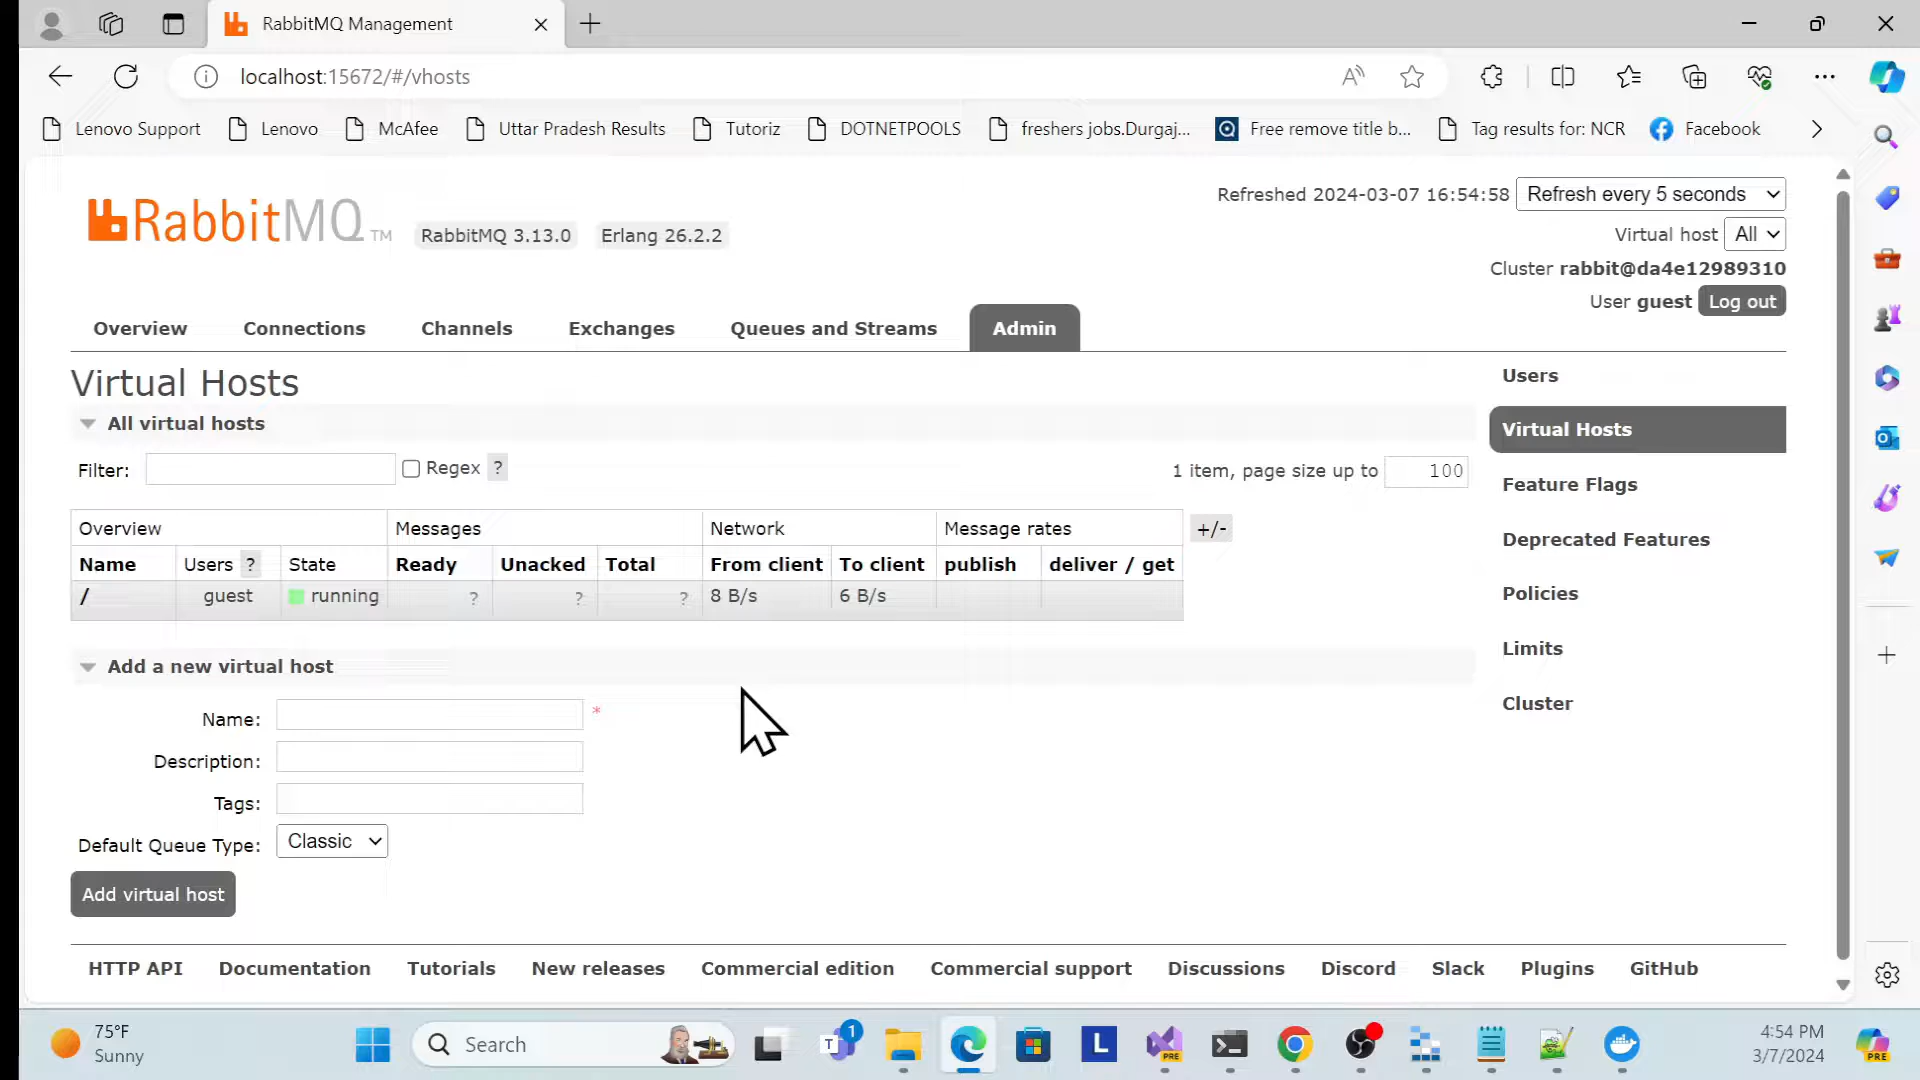 RabbitMQ Management
localhost:15672/#/vhosts
Lenovo Support Lenovo McAfee Uttar Pradesh Results Tutoriz DOTNETPOOLS freshers jobs.Durgaj... Free remove title b... Tag results for: NCR Facebook
RabbitMQ TM RabbitMQ 3.13.0 Erlang 26.2.2
Refreshed 2024-03-07 16:54:58 Refresh every 5 seconds
Virtual host All
Cluster rabbit@da4e12989310
User guest Log out
Overview Connections Channels Exchanges Queues and Streams Admin
Virtual Hosts
All virtual hosts
Filter: Regex ? 1 item, page size up to 100
Overview Messages Network Message rates +/-
Name Users ? State Ready Unacked Total From client To client publish deliver / get
/ guest running ? ? ? 8 B/s 6 B/s
Add a new virtual host
Name: *
Description:
Tags:
Default Queue Type: Classic
Add virtual host
Users
Virtual Hosts
Feature Flags
Deprecated Features
Policies
Limits
Cluster
HTTP API Documentation Tutorials New releases Commercial edition Commercial support Discussions Discord Slack Plugins GitHub
75°F
Sunny
Search
1
T
L
PRE
4:54 PM
3/7/2024
PRE